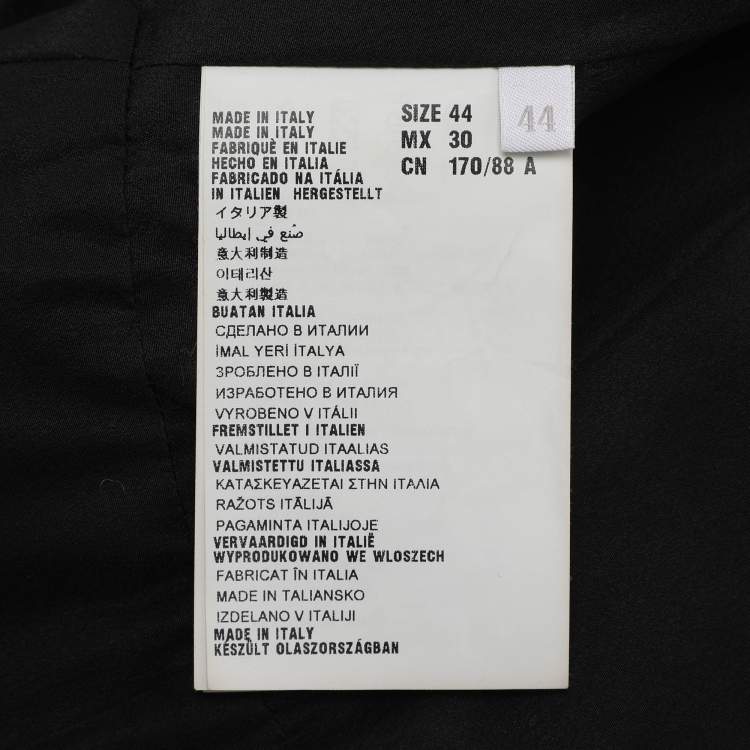 MADE IN ITALY
MADE IN ITALY
FABRIQUÈ EN ITALIE
HECHO EN ITALIA
FABRICADO NA ITÁLIA
IN ITALIEN HERGESTELLT
イタリア製
صُنع في إيطاليا
意大利制造
이태리산
意大利製造
BUATAN ITALIA
СДЕЛАНО В ИТАЛИИ
İMAL YERİ İTALYA
ЗРОБЛЕНО В ІТАЛІЇ
ИЗРАБОТЕНО В ИТАЛИЯ
VYROBENO V ITÁLII
FREMSTILLET I ITALIEN
VALMISTATUD ITAALIAS
VALMISTETTU ITALIASSA
ΚΑΤΑΣΚΕΥΑΖΕΤΑΙ ΣΤΗΝ ΙΤΑΛΙΑ
RAŽOTS ITĀLIJĀ
PAGAMINTA ITALIJOJE
VERVAARDIGD IN ITALIË
WYPRODUKOWANO WE WLOSZECH
FABRICAT ÎN ITALIA
MADE IN TALIANSKO
IZDELANO V ITALIJI
MADE IN ITALY
KÉSZÜLT OLASZORSZÁGBAN
SIZE 44
MX 30
CN 170/88 A
44